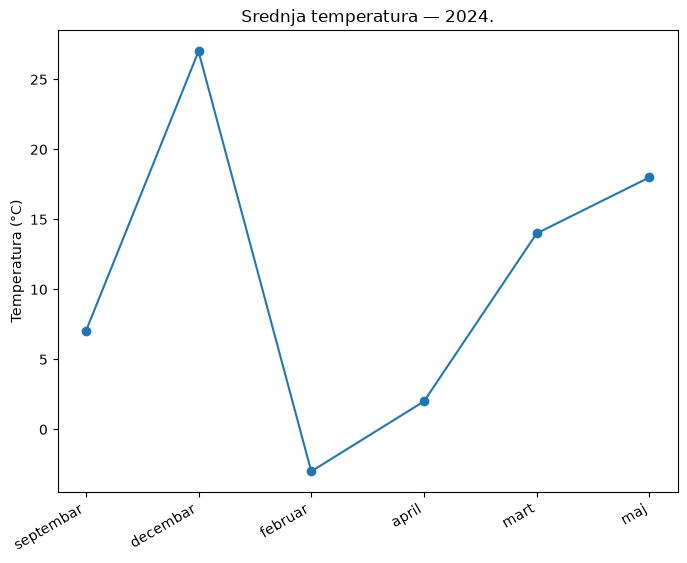 Srednja temperatura — 2024.
Temperatura (°C)
25
20
15
10
5
0
septembar
decembar
februar
april
mart
maj